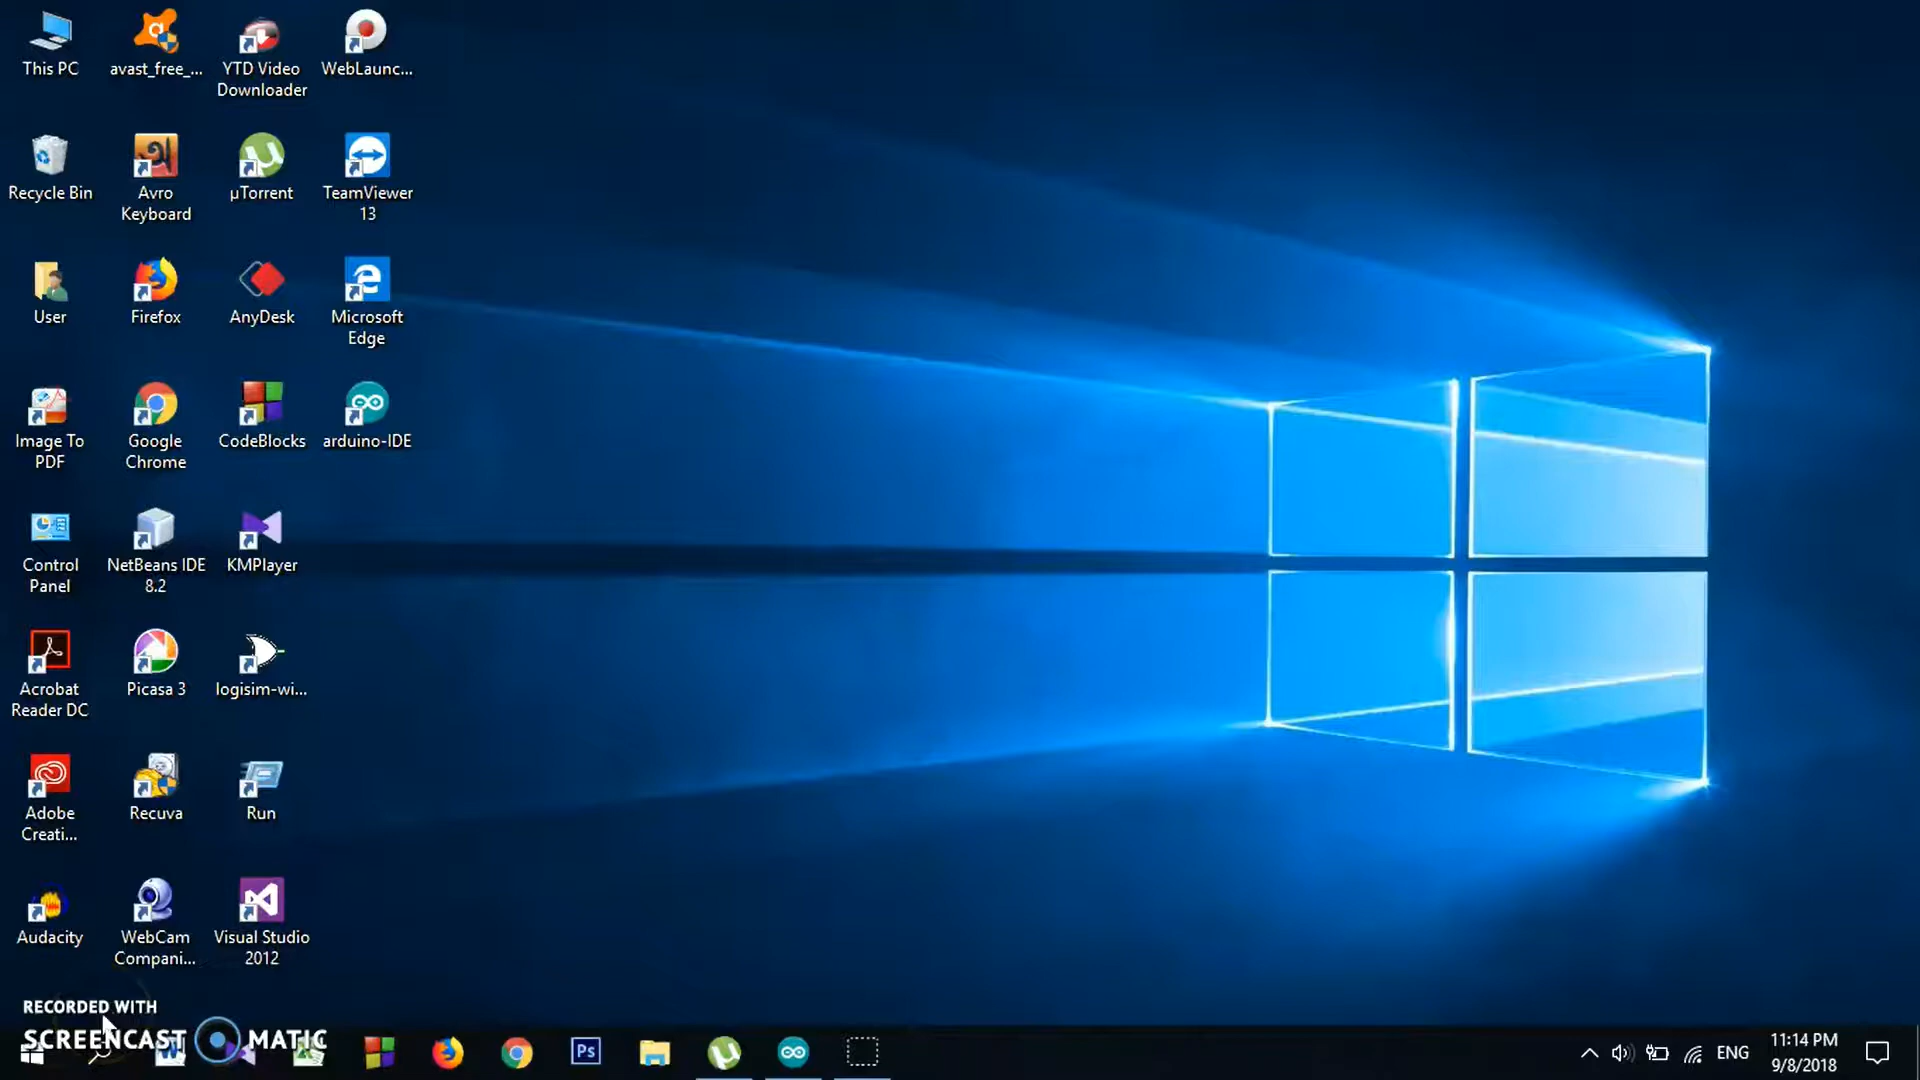 This PC
avast_free_...
YTD Video
Downloader
WebLaunc...
Recycle Bin
Avro
Keyboard
µTorrent
TeamViewer
13
User
Firefox
AnyDesk
Microsoft
Edge
Image To
PDF
Google
Chrome
CodeBlocks
arduino-IDE
Control
Panel
NetBeans IDE
8.2
KMPlayer
Acrobat
Reader DC
Picasa 3
logisim-wi...
Adobe
Creati...
Recuva
Run
Audacity
WebCam
Compani...
Visual Studio
2012
RECORDED WITH
SCREENCAST MATIC
Ps
ENG
11:14 PM
9/8/2018